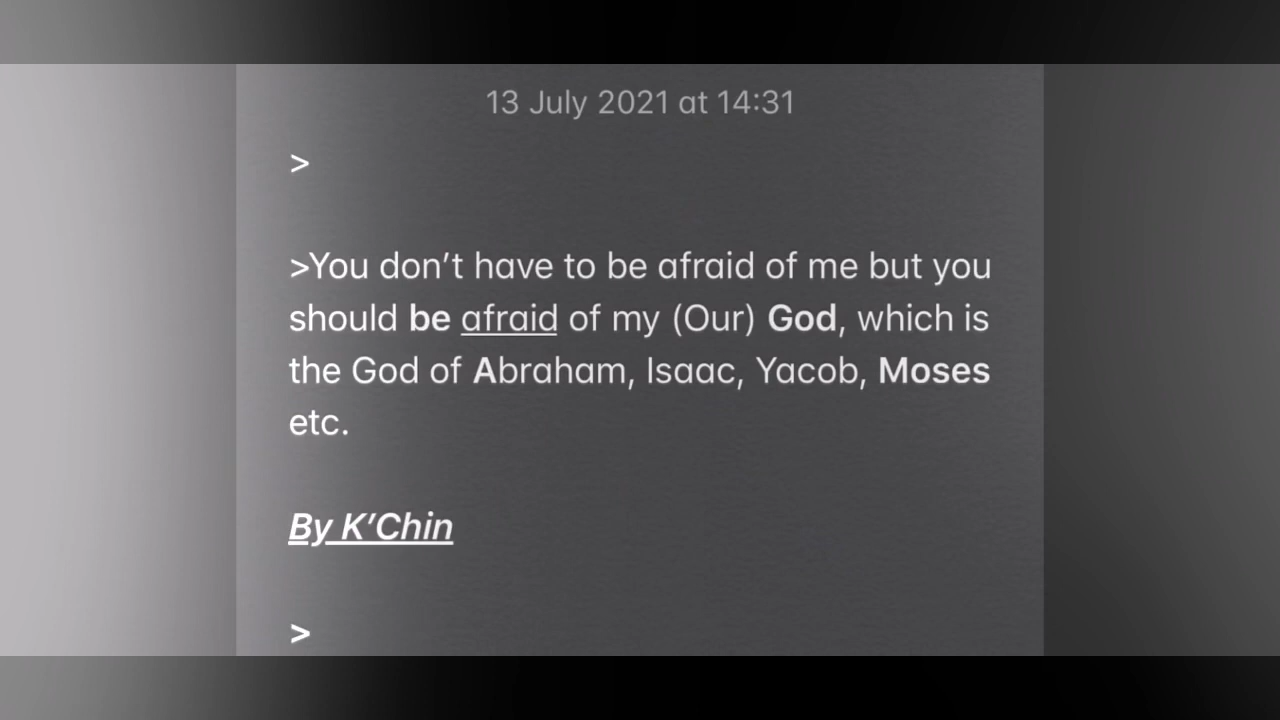 13 July 2021 at 14:31
>
>You don’t have to be afraid of me but you
should be afraid of my (Our) God, which is
the God of Abraham, Isaac, Yacob, Moses
etc.
By K’Chin
>